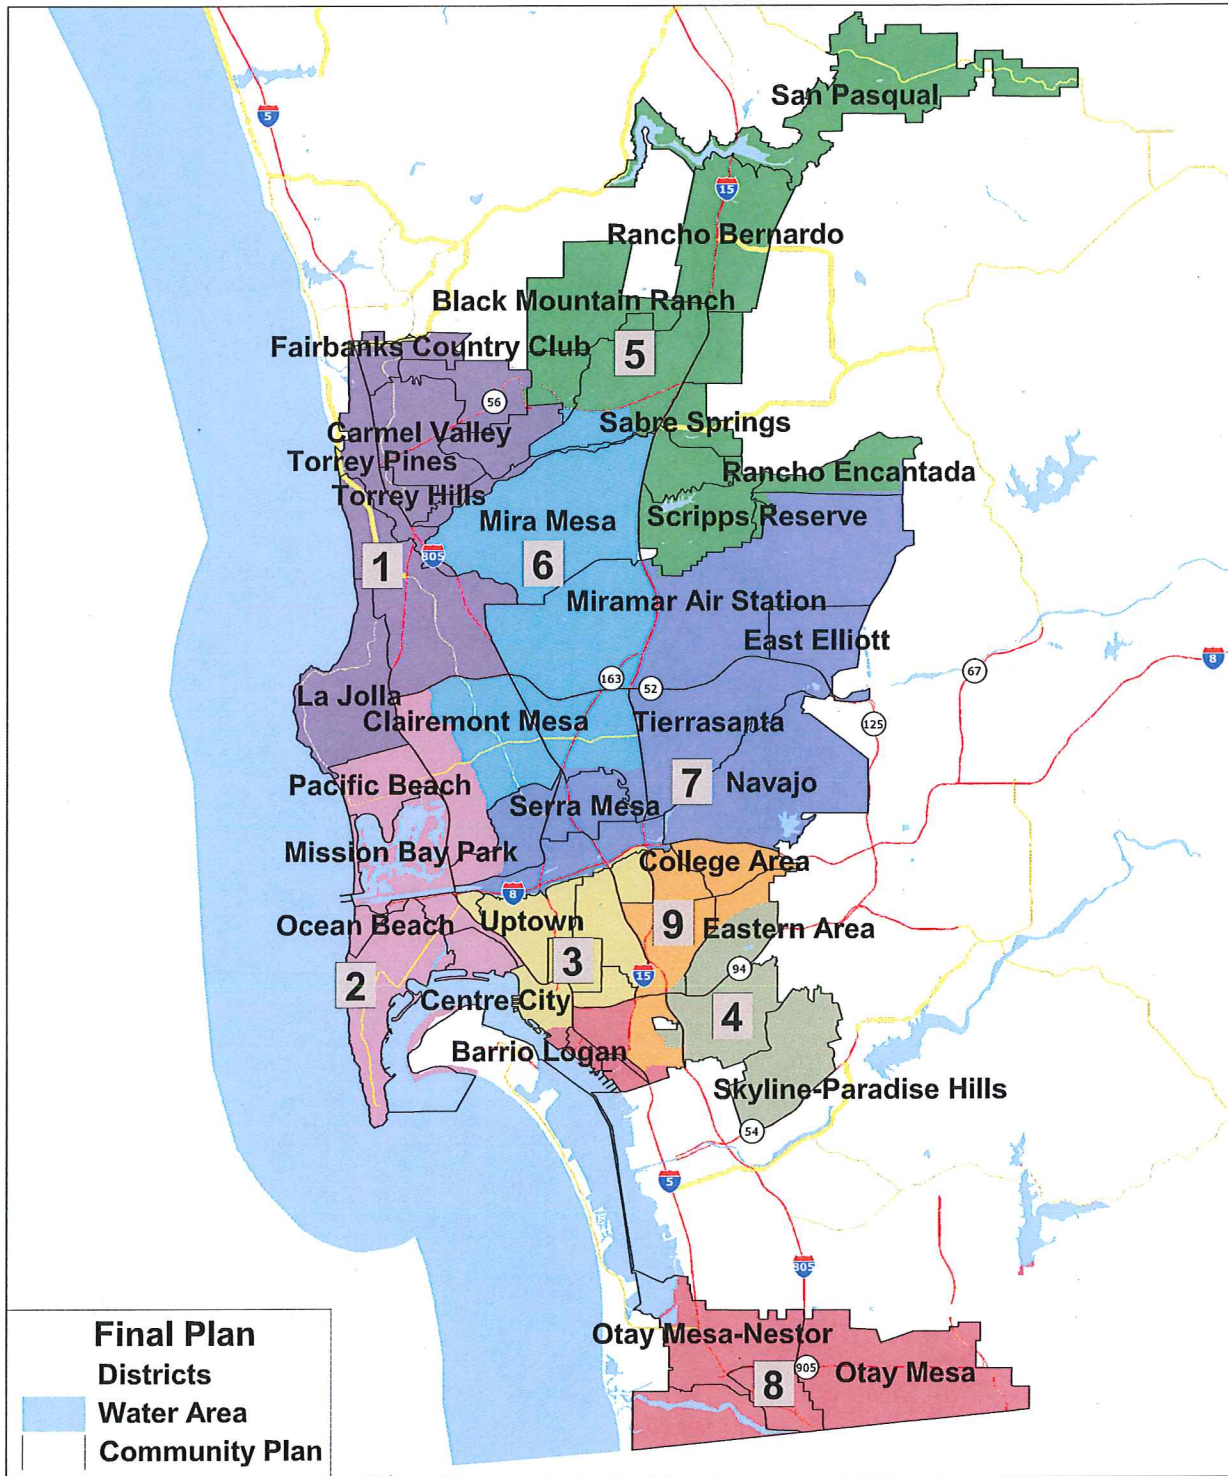 San Pasqual
5
15
Rancho Bernardo
Black Mountain Ranch
Fairbanks Country Club
5
56
Sabre Springs
Carmel Valley
Torrey Pines
Rancho Encantada
Torrey Hills
Mira Mesa
Scripps Reserve
805
1
6
Miramar Air Station
East Elliott
8
67
163
52
La Jolla
Clairemont Mesa
Tierrasanta
125
Pacific Beach
7
Navajo
Serra Mesa
Mission Bay Park
College Area
8
Ocean Beach
Uptown
9
Eastern Area
3
94
15
2
Centre City
4
Barrio Logan
Skyline-Paradise Hills
54
5
805
Otay Mesa-Nestor
905
Otay Mesa
8
Final Plan
Districts
Water Area
Community Plan